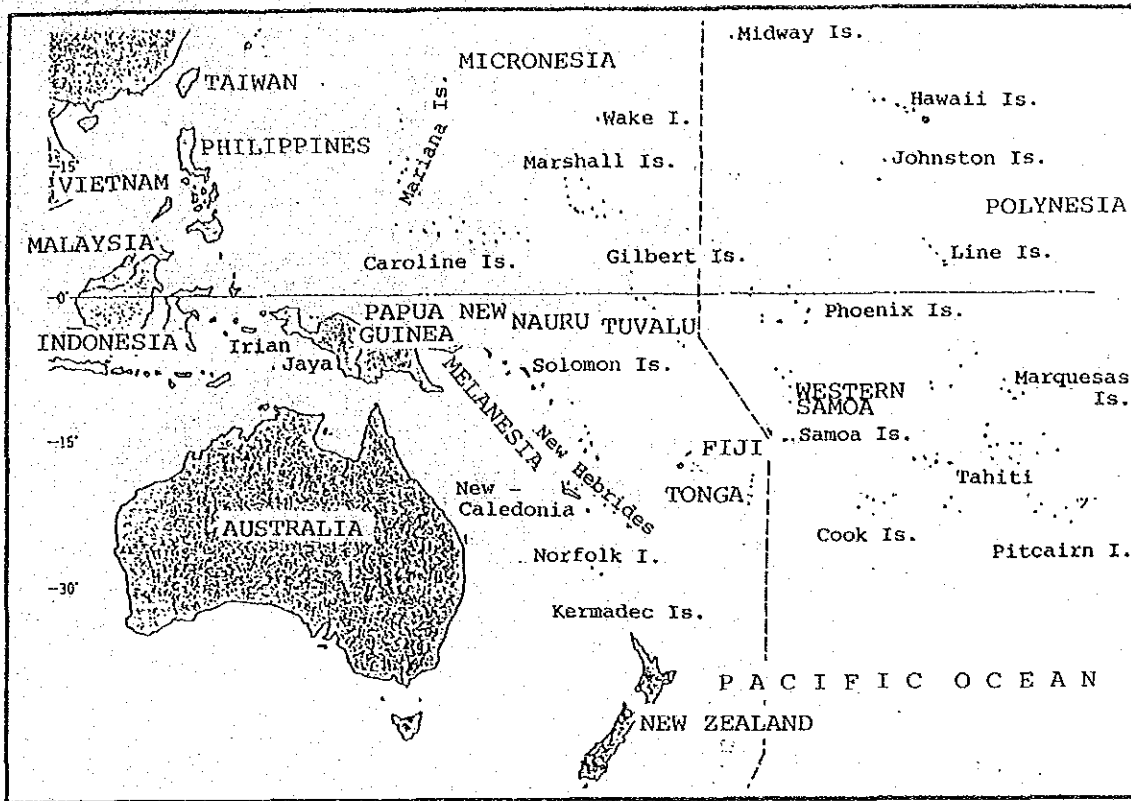 Midway Is.
MICRONESIA
TAIWAN
Mariana Is.
Hawaii Is.
Wake I.
PHILIPPINES
Marshall Is.
Johnston Is.
-15°
VIETNAM
POLYNESIA
MALAYSIA
Caroline Is.
Gilbert Is.
Line Is.
-0°
PAPUA NEW
GUINEA
NAURU
TUVALU
Phoenix Is.
INDONESIA
Irian
Jaya
Solomon Is.
MELANESIA
WESTERN
SAMOA
Marquesas
Is.
-15°
New Hebrides
FIJI
Samoa Is.
New -
Caledonia
TONGA
Tahiti
AUSTRALIA
Cook Is.
Pitcairn I.
Norfolk I.
-30°
Kermadec Is.
PACIFIC OCEAN
NEW ZEALAND